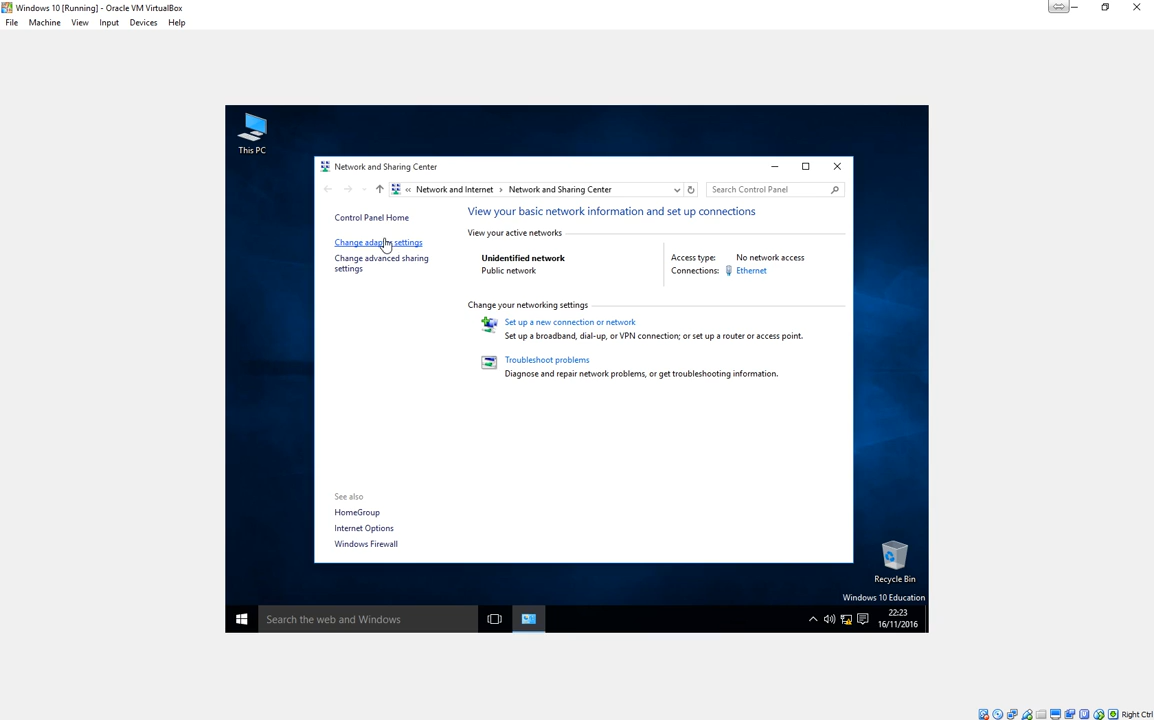 Windows 10 [Running] - Oracle VM VirtualBox
File Machine View Input Devices Help
This PC
Network and Sharing Center
« Network and Internet › Network and Sharing Center
Search Control Panel
Control Panel Home
Change adapter settings
Change advanced sharing
settings
View your basic network information and set up connections
View your active networks
Unidentified network
Public network
Access type: No network access
Connections: Ethernet
Change your networking settings
Set up a new connection or network
Set up a broadband, dial-up, or VPN connection; or set up a router or access point.
Troubleshoot problems
Diagnose and repair network problems, or get troubleshooting information.
See also
HomeGroup
Internet Options
Windows Firewall
Recycle Bin
Windows 10 Education
Search the web and Windows
22:23
16/11/2016
Right Ctrl